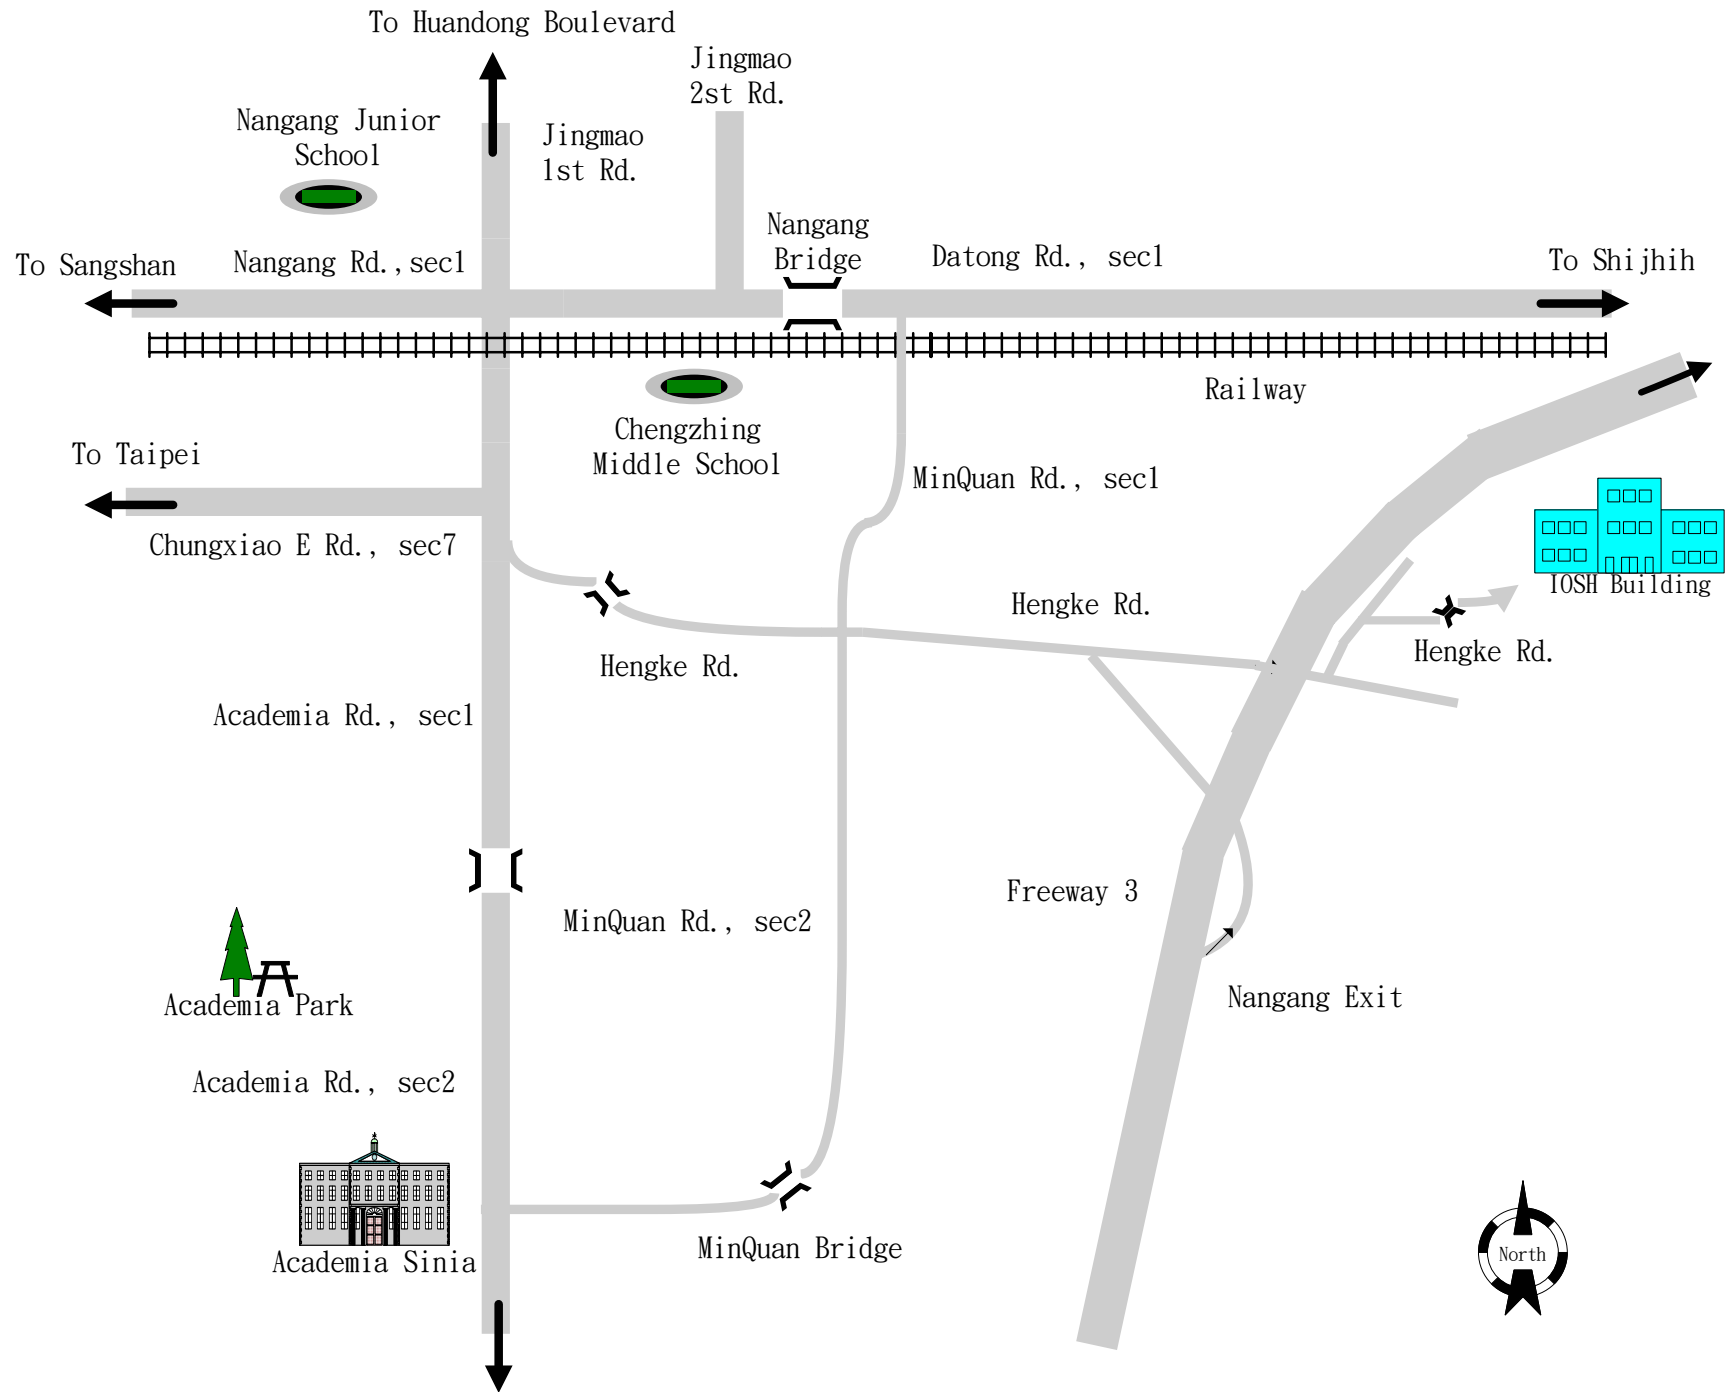 To Huandong Boulevard
Jingmao
2st Rd.
Nangang Junior
School
Jingmao
1st Rd.
Nangang
Bridge
To Sangshan
Nangang Rd.,sec1
Datong Rd., sec1
To Shijhih
Railway
Chengzhing
Middle School
To Taipei
MinQuan Rd., sec1
Chungxiao E Rd., sec7
IOSH Building
Hengke Rd.
Hengke Rd.
Hengke Rd.
Academia Rd., sec1
Freeway 3
MinQuan Rd., sec2
Nangang Exit
Academia Park
Academia Rd., sec2
MinQuan Bridge
North
Academia Sinia